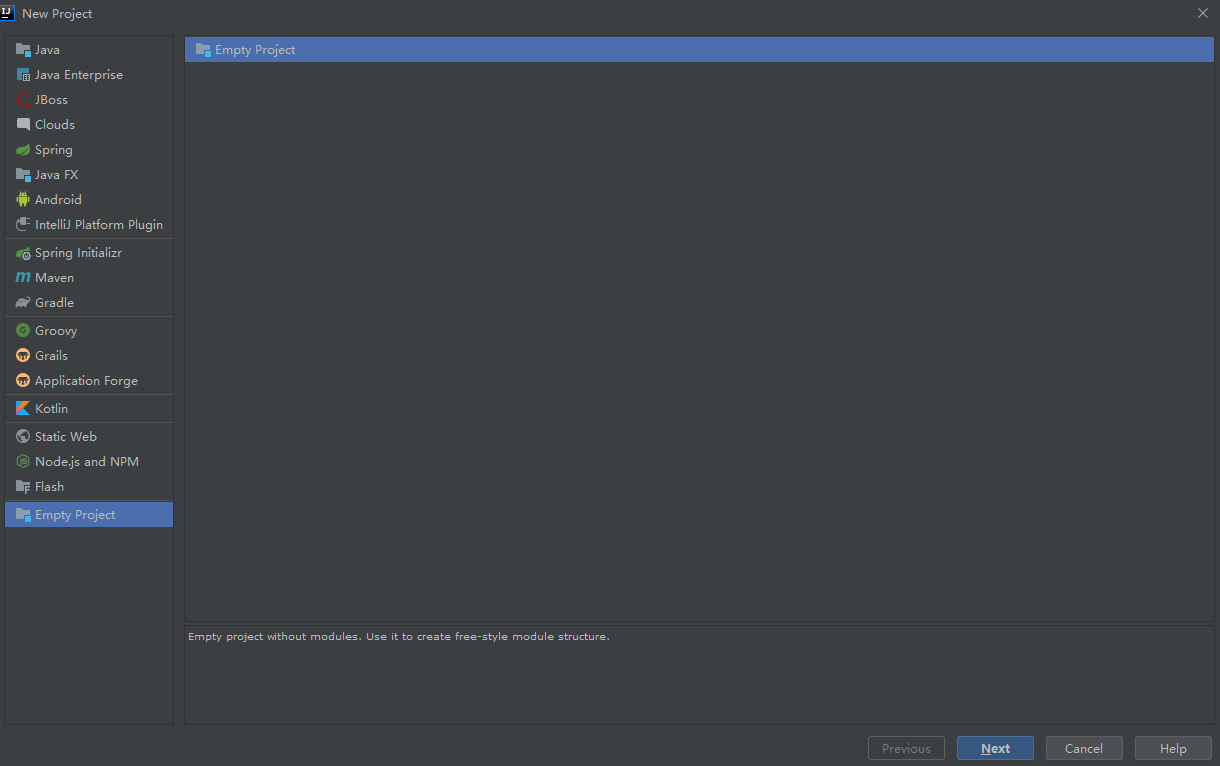 New Project
Java
Java Enterprise
JBoss
Clouds
Spring
Java FX
Android
IntelliJ Platform Plugin
Spring Initializr
Maven
Gradle
Groovy
Grails
Application Forge
Kotlin
Static Web
Node.js and NPM
Flash
Empty Project
Empty Project
Empty project without modules. Use it to create free-style module structure.
Previous
Next
Cancel
Help